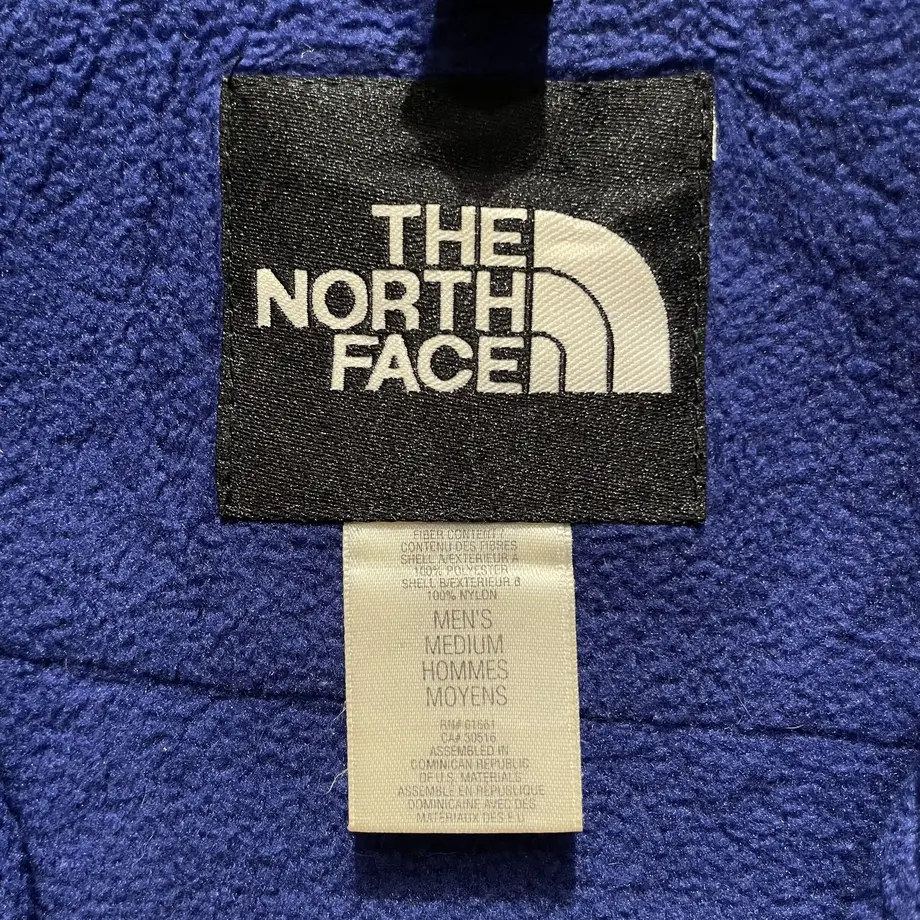 THE
NORTH
FACE
FIBER CONTENT /
CONTENU DES FIBRES
SHELL A/EXTERIEUR A
100% POLYESTER
SHELL B/EXTERIEUR B
100% NYLON
MEN'S
MEDIUM
HOMMES
MOYENS
RN# 61661
CA# 30516
ASSEMBLED IN
DOMINICAN REPUBLIC
OF U.S. MATERIALS
ASSEMBLE EN REPUBLIQUE
DOMINICAINE AVEC DES
MATERIAUX DES E U